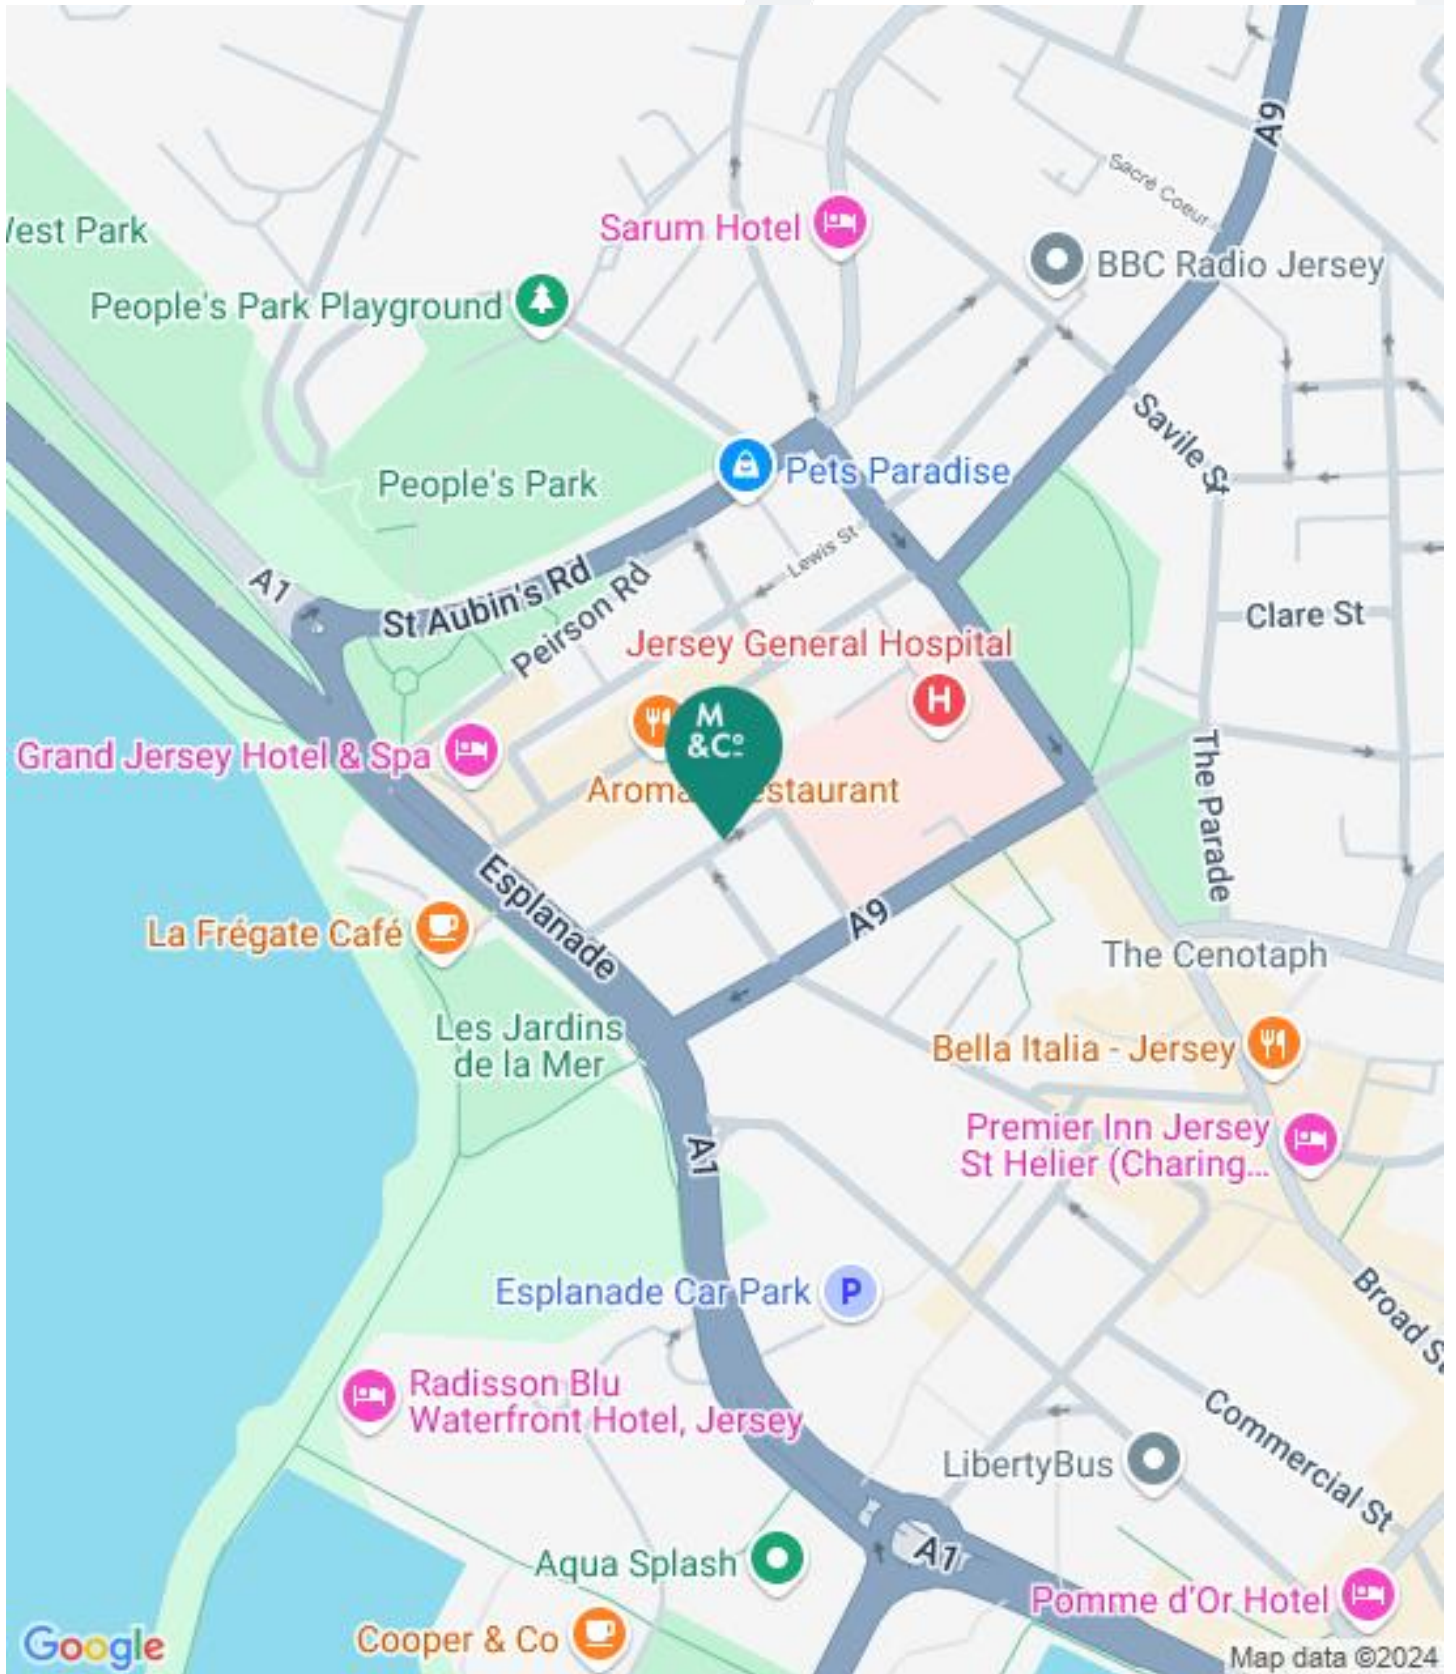 A9
Sacré Coeur
Sarum Hotel
West Park
BBC Radio Jersey
People's Park Playground
Savile St
Pets Paradise
People's Park
Lewis St
A1
St Aubin's Rd
Peirson Rd
Clare St
Jersey General Hospital
H
M
&Cº
Grand Jersey Hotel & Spa
The Parade
Esplanade
A9
La Frégate Café
The Cenotaph
Les Jardins
de la Mer
Bella Italia - Jersey
Premier Inn Jersey
St Helier (Charing...
A1
Esplanade Car Park
P
Broad St
Radisson Blu
Waterfront Hotel, Jersey
Commercial St
LibertyBus
A1
Aqua Splash
Pomme d'Or Hotel
Cooper & Co
Google
Map data ©2024